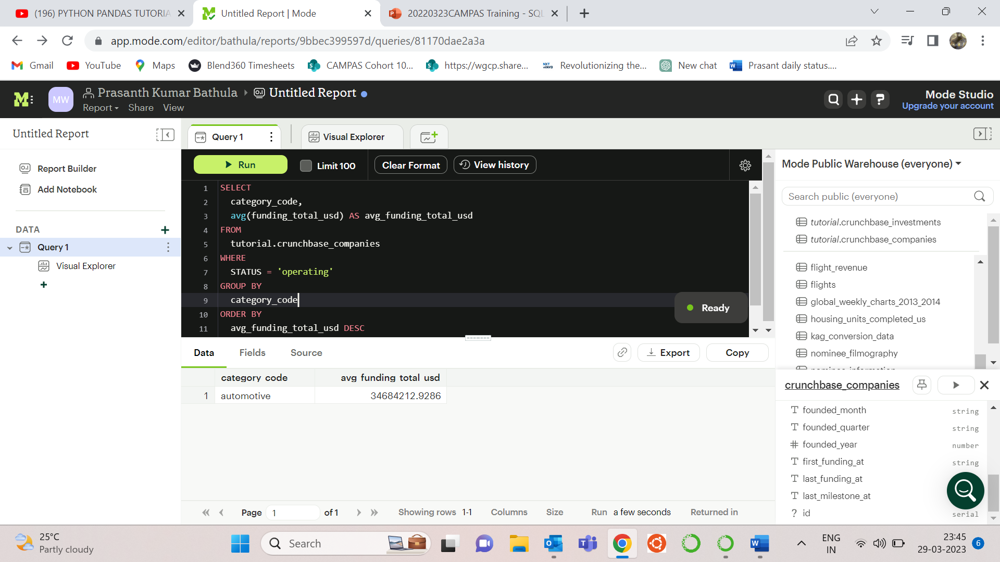 (196) PYTHON PANDAS TUTORIA
Untitled Report | Mode
20220323CAMPAS Training - SQL
app.mode.com/editor/bathula/reports/9bbec399597d/queries/81170dae2a3a
Gmail
YouTube
Maps
Blend360 Timesheets
CAMPAS Cohort 10...
https://wgcp.share...
Revolutionizing the...
New chat
Prasant daily status....
MW
Prasanth Kumar Bathula
Untitled Report
Report
Share
View
Mode Studio
Upgrade your account
Untitled Report
Report Builder
Add Notebook
DATA
Query 1
Visual Explorer
Query 1
Visual Explorer
Run
Limit 100
Clear Format
View history
1 SELECT
2 category_code,
3 avg(funding_total_usd) AS avg_funding_total_usd
4 FROM
5 tutorial.crunchbase_companies
6 WHERE
7 STATUS = 'operating'
8 GROUP BY
9 category_code
10 ORDER BY
11 avg_funding_total_usd DESC
Ready
Data
Fields
Source
Export
Copy
category code avg funding total usd
1 automotive 34684212.9286
Page 1 of 1
Showing rows 1-1
Columns
Size
Run a few seconds
Returned in
Mode Public Warehouse (everyone)
Search public (everyone)
tutorial.crunchbase_investments
tutorial.crunchbase_companies
flight_revenue
flights
global_weekly_charts_2013_2014
housing_units_completed_us
kag_conversion_data
nominee_filmography
crunchbase_companies
founded_month string
founded_quarter string
founded_year number
first_funding_at string
last_funding_at
last_milestone_at
id serial
25°C
Partly cloudy
Search
ENG
IN
23:45
29-03-2023
6